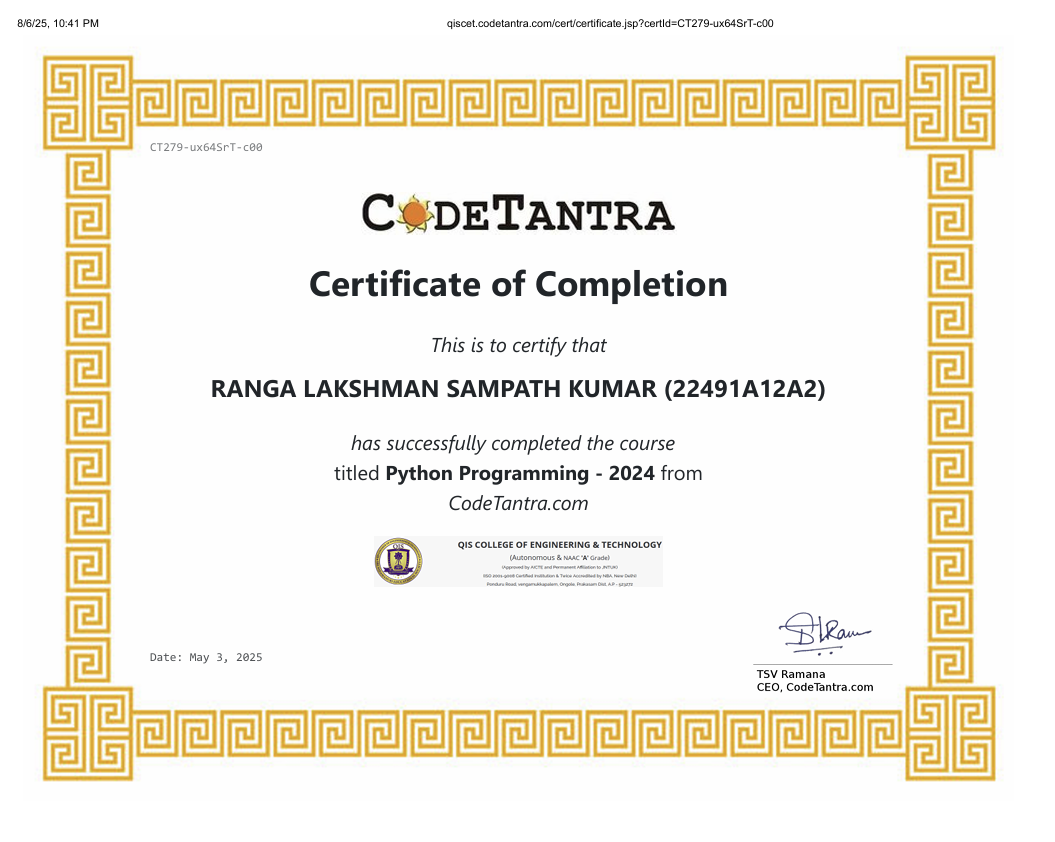 8/6/25, 10:41 PM
qiscet.codetantra.com/cert/certificate.jsp?certId=CT279-ux64SrT-c00
CT279-ux64SrT-c00
CODETANTRA
Certificate of Completion
This is to certify that
RANGA LAKSHMAN SAMPATH KUMAR (22491A12A2)
has successfully completed the course
titled Python Programming - 2024 from
CodeTantra.com
QIS
QIS COLLEGE OF ENGINEERING & TECHNOLOGY
(Autonomous & NAAC 'A' Grade)
(Approved by AICTE and Permanent Affiliation to JNTUK)
ISO 2001-9008 Certified Institution & Twice Accredited by NBA, New Delhi
Ponduru Road, vengamukkapalem, Ongole, Prakasam Dist, A.P - 523272
Date: May 3, 2025
TSV Ramana
CEO, CodeTantra.com